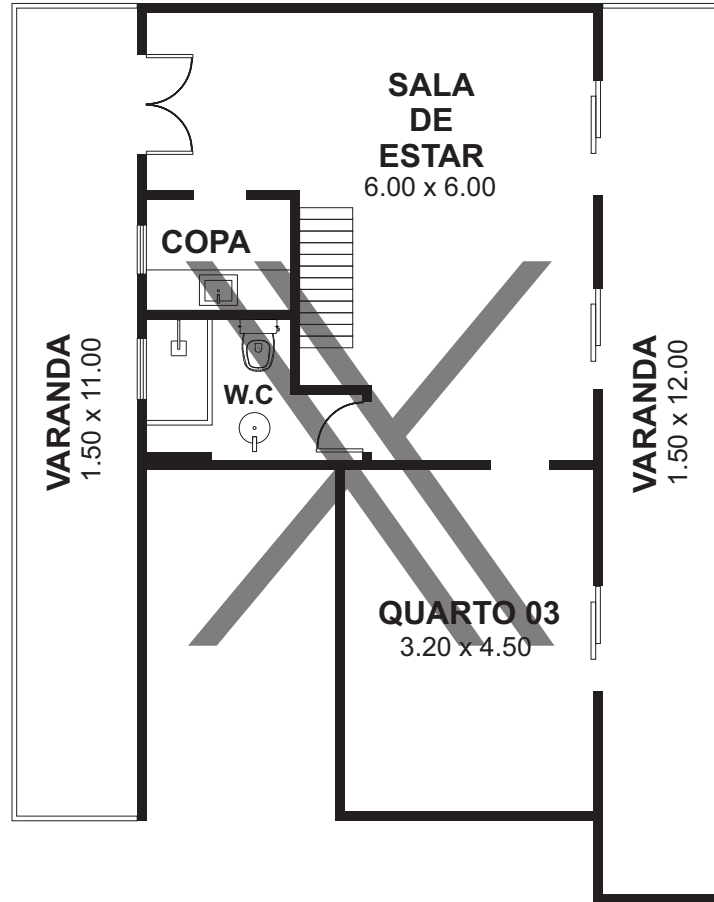 SALA
DE
ESTAR
6.00 x 6.00
COPA
W.C
VARANDA
1.50 x 11.00
VARANDA
1.50 x 12.00
QUARTO 03
3.20 x 4.50